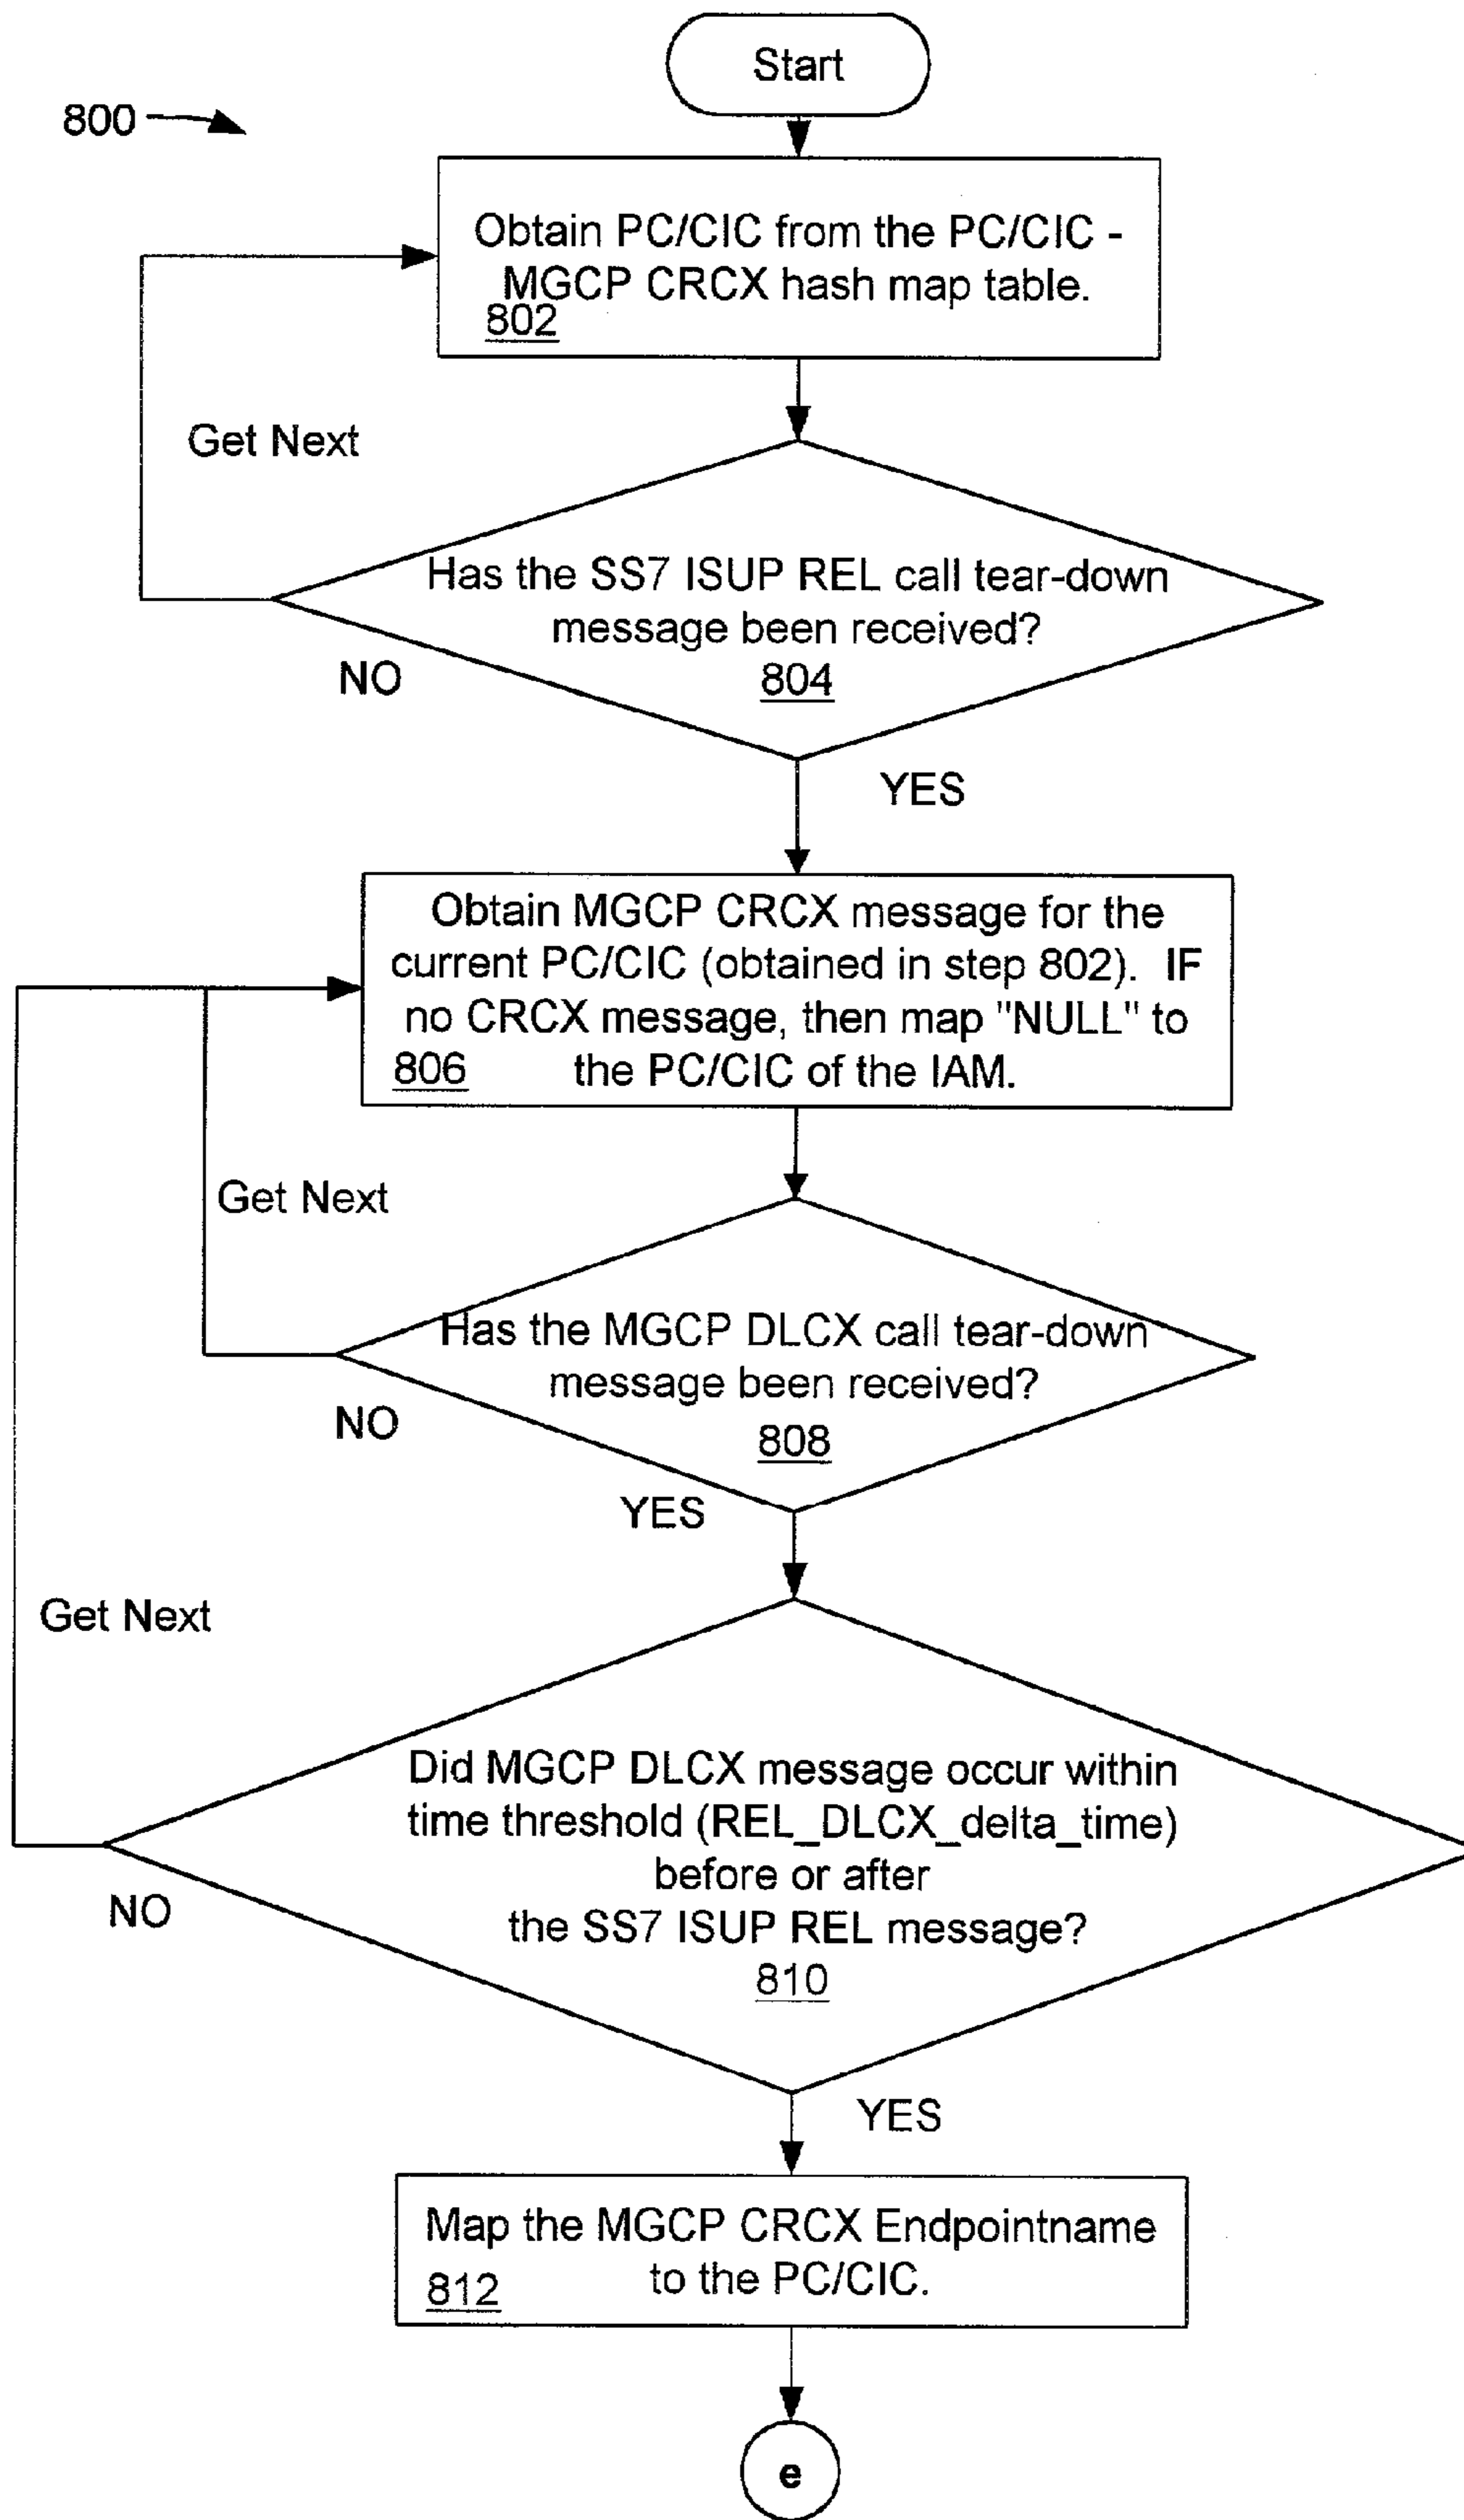 Start
800
Obtain PC/CIC from the PC/CIC -
MGCP CRCX hash map table.
802
Get Next
Has the SS7 ISUP REL call tear-down
message been received?
804
NO
YES
Obtain MGCP CRCX message for the
current PC/CIC (obtained in step 802).  IF
no CRCX message, then map "NULL" to
806 the PC/CIC of the IAM.
Get Next
Has the MGCP DLCX call tear-down
message been received?
808
NO
YES
Get Next
Did MGCP DLCX message occur within
time threshold (REL_DLCX_delta_time)
before or after
the SS7 ISUP REL message?
810
NO
YES
Map the MGCP CRCX Endpointname
812 to the PC/CIC.
e